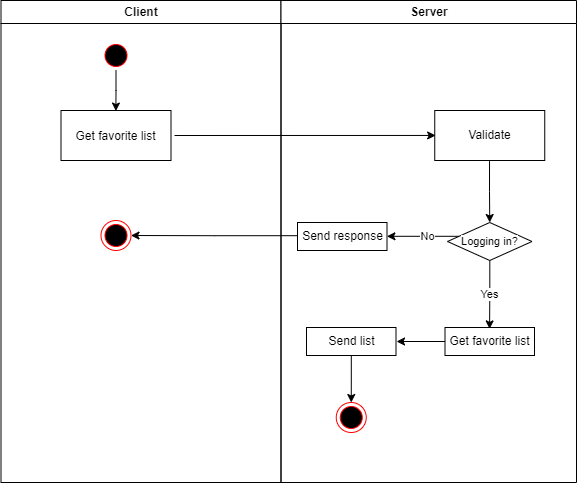 Client
Server
Get favorite list
Validate
Send response
No
Logging in?
Yes
Send list
Get favorite list